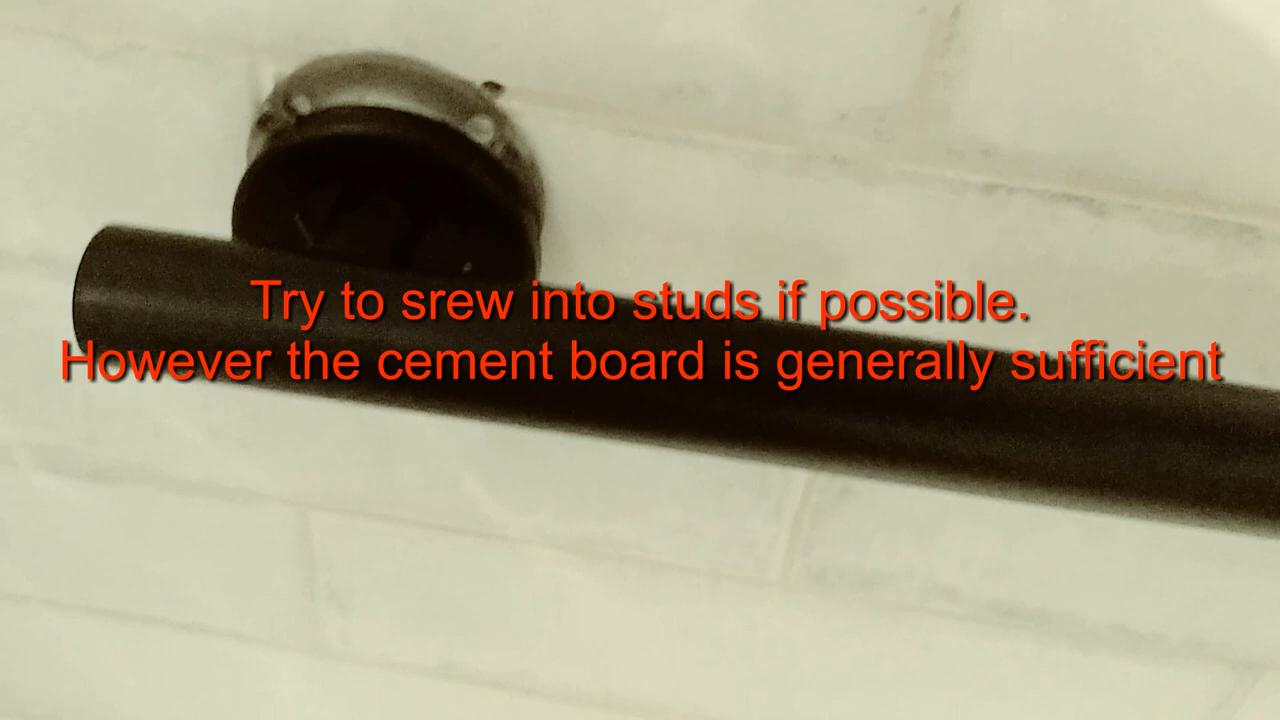 Try to srew into studs if possible.
However the cement board is generally sufficient